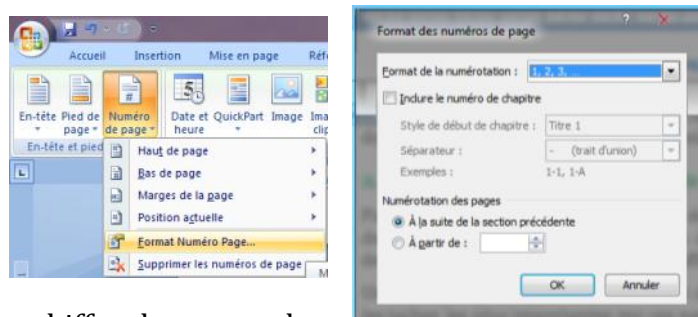 Accueil Insertion Mise en page
En-tête Pied de page Numéro de page Date et heure QuickPart Image
En-tête et pied
Haut de page
Bas de page
Marges de la page
Position actuelle
Format Numéro Page...
Supprimer les numéros de page
Format des numéros de page
Format de la numérotation : 1, 2, 3, ...
Inclure le numéro de chapitre
Style de début de chapitre : Titre 1
Séparateur : - (trait d'union)
Exemples : 1-1, 1-A
Numérotation des pages
À la suite de la section précédente
À partir de :
OK Annuler